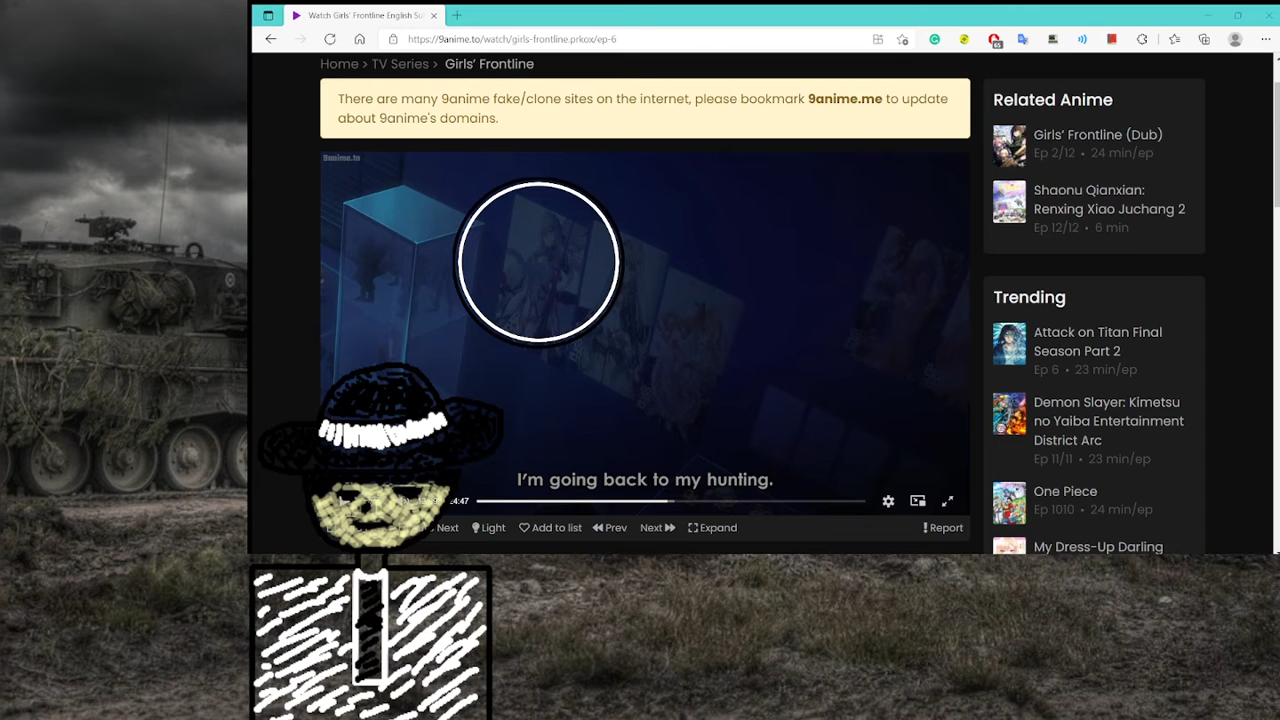 Watch Girls' Frontline English Su
https://9anime.to/watch/girls-frontline.prkox/ep-6
65
Home > TV Series > Girls' Frontline
There are many 9anime fake/clone sites on the internet, please bookmark 9anime.me to update
about 9anime's domains.
9anime.to
I'm going back to my hunting.
4:47
Next Light Add to list Prev Next Expand Report
Related Anime
Girls' Frontline (Dub)
Ep 2/12 • 24 min/ep
Shaonu Qianxian:
Renxing Xiao Juchang 2
Ep 12/12 • 6 min
Trending
Attack on Titan Final
Season Part 2
Ep 6 • 23 min/ep
Demon Slayer: Kimetsu
no Yaiba Entertainment
District Arc
Ep 11/11 • 23 min/ep
One Piece
Ep 1010 • 24 min/ep
My Dress-Up Darling